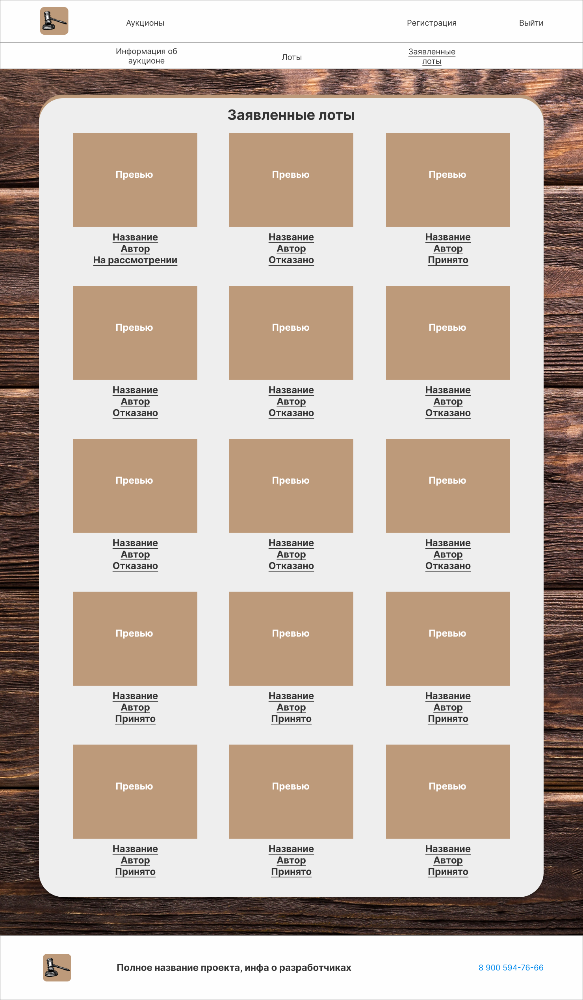 Аукционы Регистрация Выйти
Информация об
аукционе
Лоты
Заявленные
лоты
Заявленные лоты
Превью Превью Превью
Название Название Название
Автор Автор Автор
На рассмотрении Отказано Принято
Превью Превью Превью
Название Название Название
Автор Автор Автор
Отказано Отказано Отказано
Превью Превью Превью
Название Название Название
Автор Автор Автор
Отказано Отказано Отказано
Превью Превью Превью
Название Название Название
Автор Автор Автор
Принято Принято Принято
Превью Превью Превью
Название Название Название
Автор Автор Автор
Принято Принято Принято
Полное название проекта, инфа о разработчиках 8 900 594-76-66